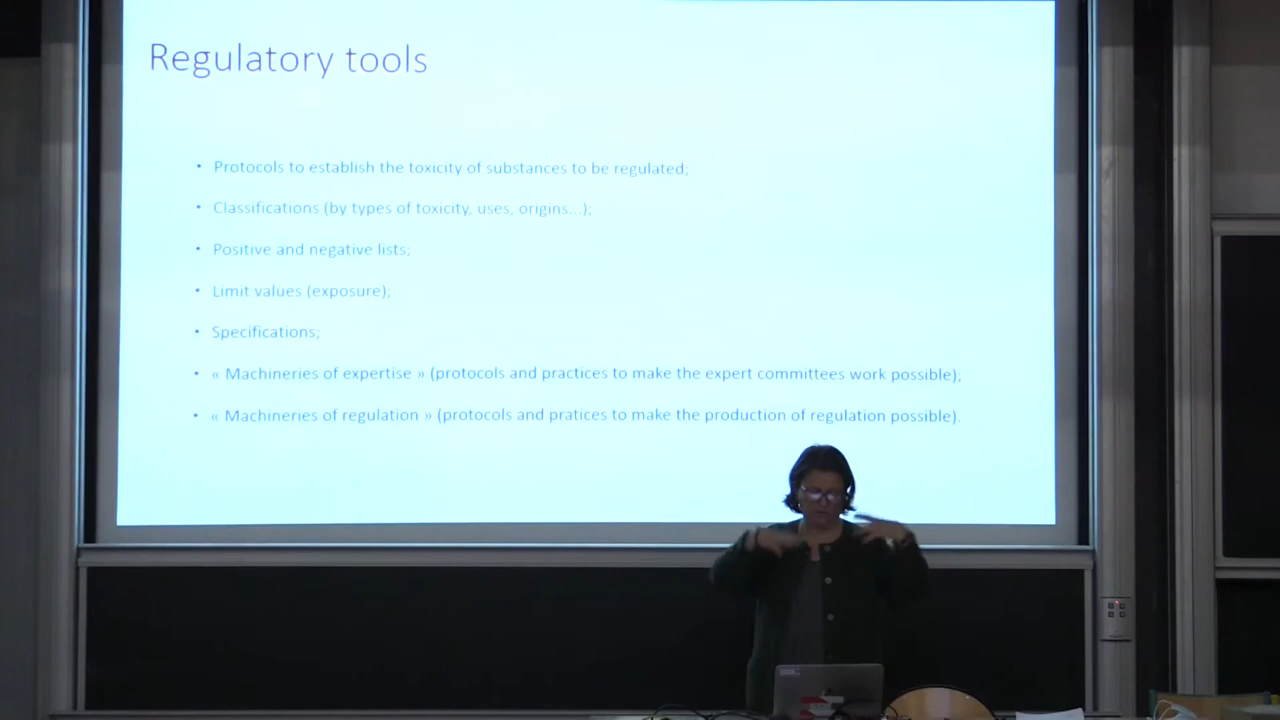 Regulatory tools
• Protocols to establish the toxicity of substances to be regulated;
• Classifications (by types of toxicity, uses, origins...);
• Positive and negative lists;
• Limit values (exposure);
• Specifications;
• « Machineries of expertise » (protocols and practices to make the expert committees work possible);
• « Machineries of regulation » (protocols and pratices to make the production of regulation possible).